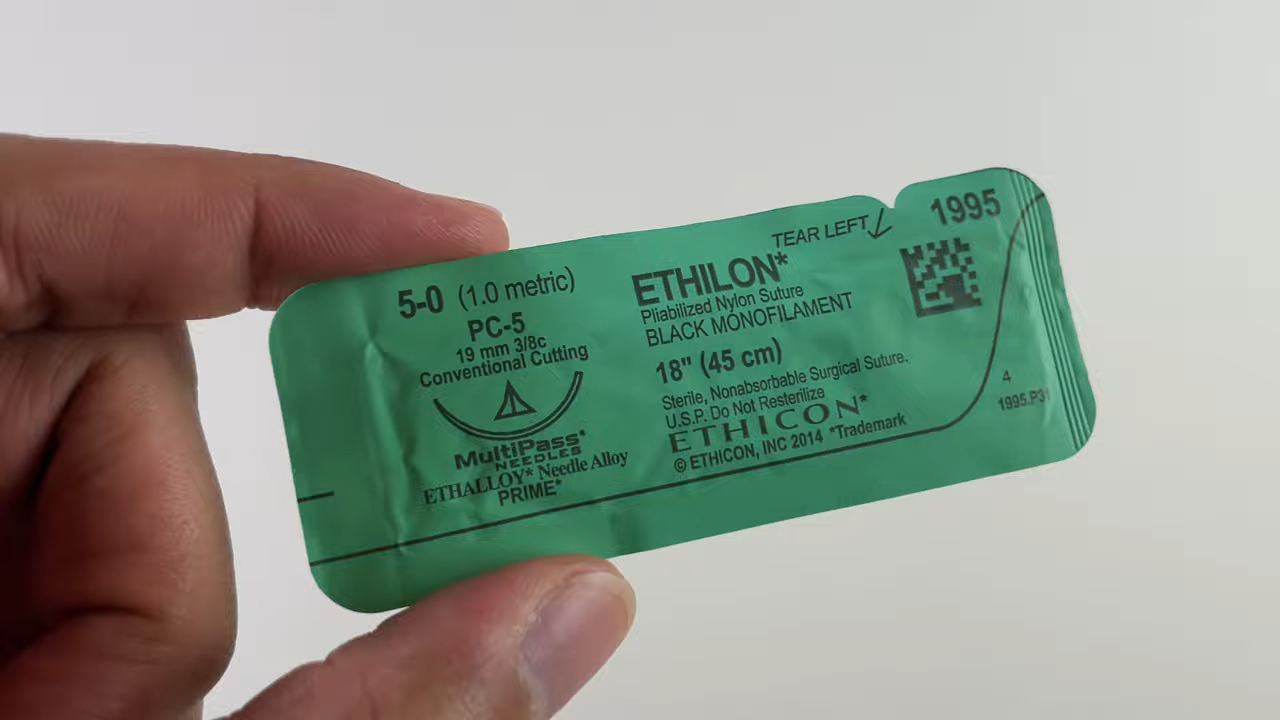 5-0 (1.0 metric)
PC-5
19 mm 3/8c
Conventional Cutting
MultiPass*
NEEDLES
ETHALLOY* Needle Alloy
PRIME*
TEAR LEFT
ETHILON*
Pliabilized Nylon Suture
BLACK MONOFILAMENT
18" (45 cm)
Sterile, Nonabsorbable Surgical Suture.
U.S.P. Do Not Resterilize
ETHICON*
© ETHICON, INC 2014 *Trademark
1995
4
1995.P31